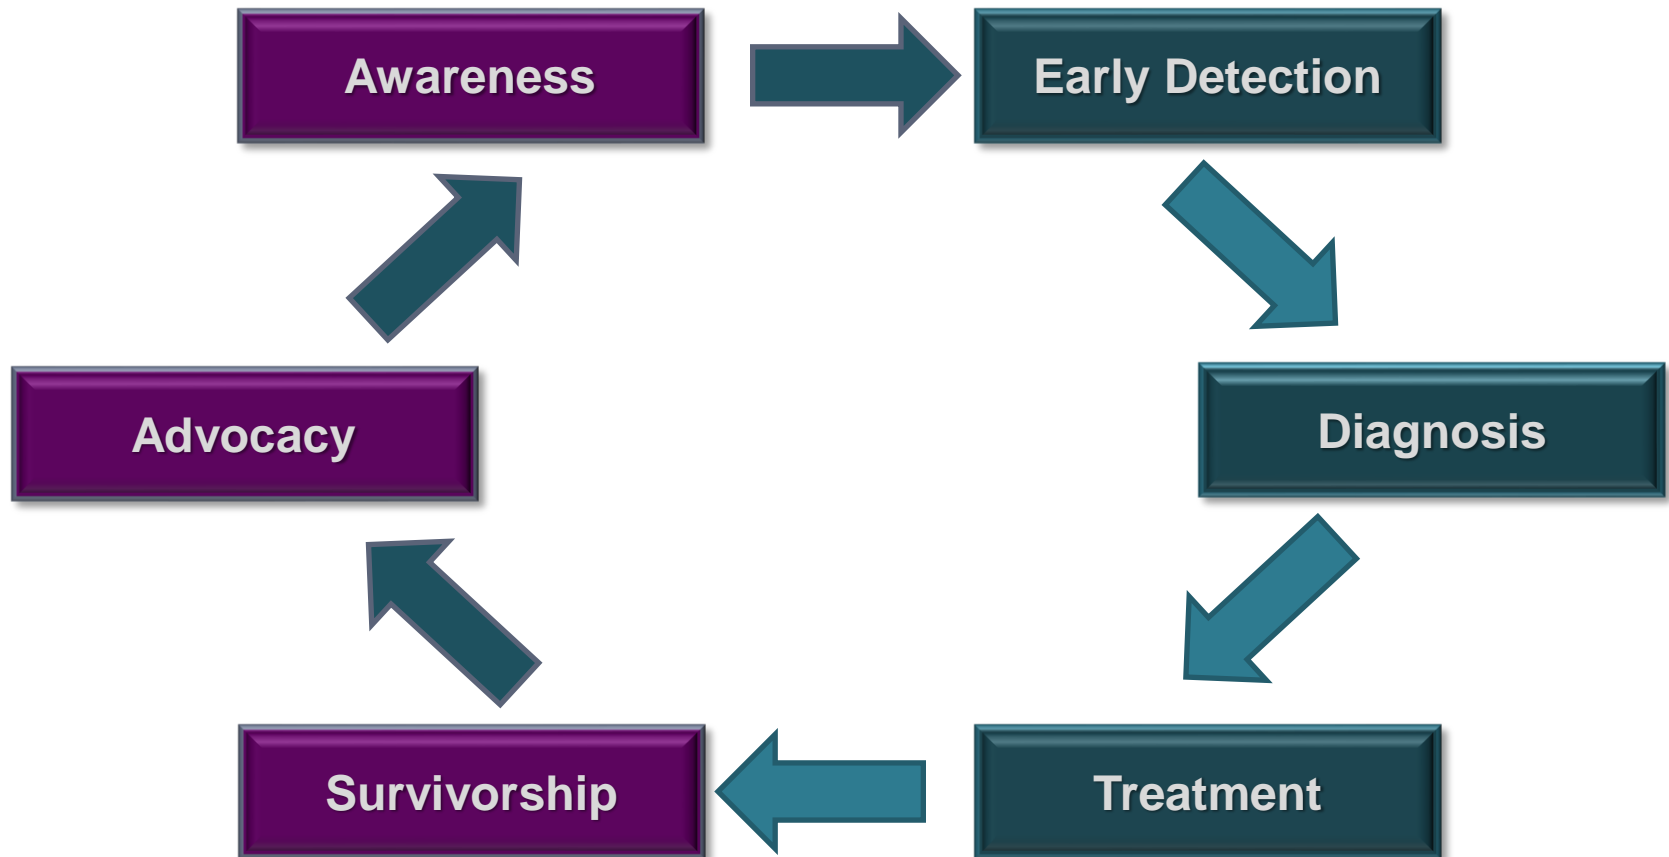 Awareness
Early Detection
Advocacy
Diagnosis
Survivorship
Treatment